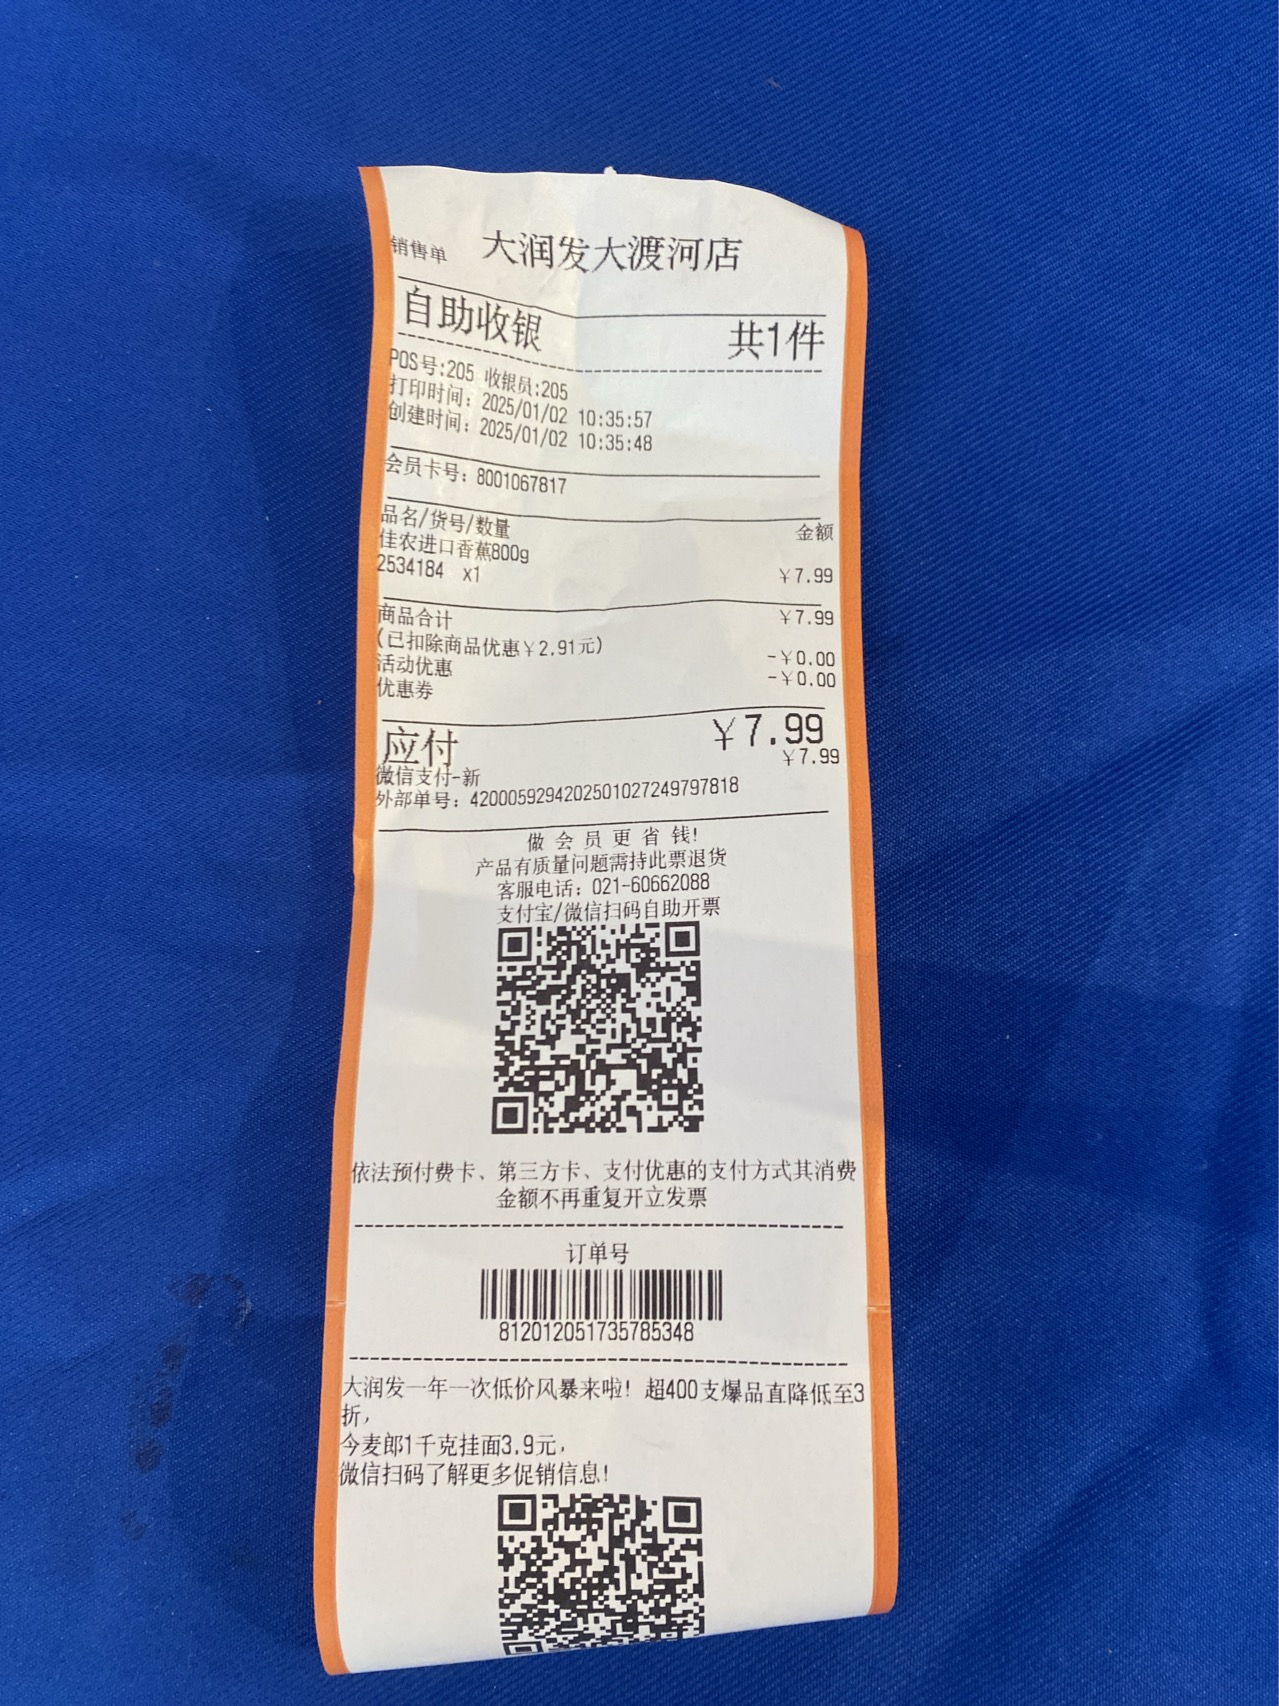 销售单 大润发大渡河店
自助收银 共1件
POS号:205 收银员:205
打印时间: 2025/01/02 10:35:57
创建时间: 2025/01/02 10:35:48
会员卡号: 8001067817
品名/货号/数量 金额
佳农进口香蕉800g
2534184 x1 ¥7.99
商品合计 ¥7.99
(已扣除商品优惠¥2.91元)
活动优惠 -¥0.00
优惠券 -¥0.00
应付 ¥7.99
微信支付-新 ¥7.99
外部单号: 4200059294202501027249797818
做会员更省钱!
产品有质量问题需持此票退货
客服电话: 021-60662088
支付宝/微信扫码自助开票
依法预付费卡、第三方卡、支付优惠的支付方式其消费
金额不再重复开立发票
订单号
812012051735785348
大润发一年一次低价风暴来啦! 超400支爆品直降低至3
折,
今麦郎1千克挂面3.9元,
微信扫码了解更多促销信息!